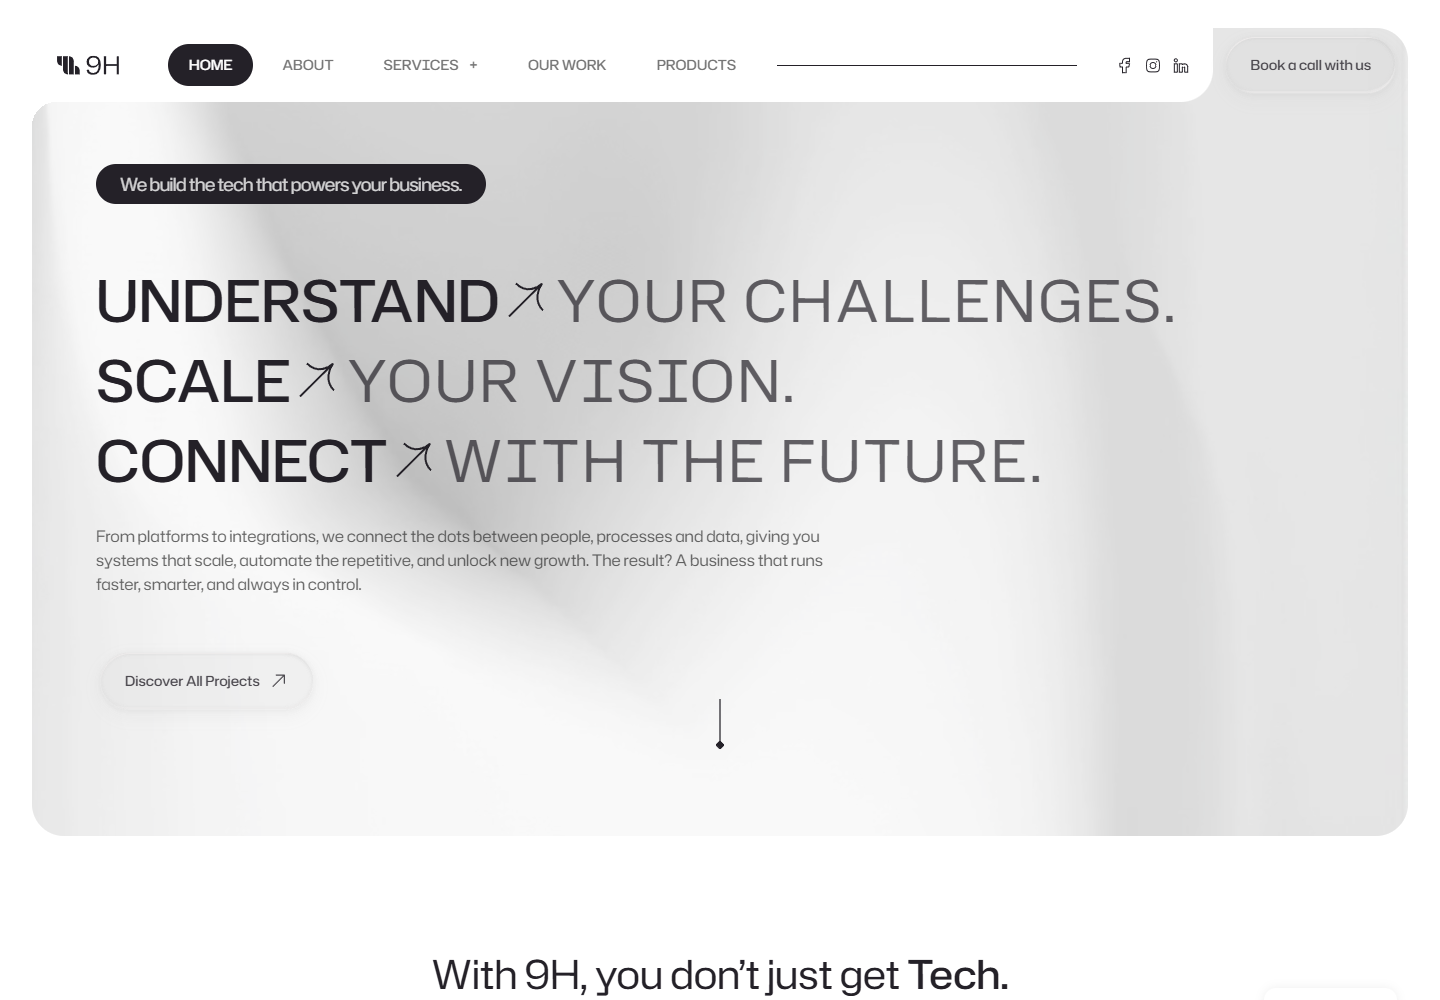 9H
HOME
ABOUT
SERVICES +
OUR WORK
PRODUCTS
Book a call with us
We build the tech that powers your business.
UNDERSTAND YOUR CHALLENGES.
SCALE YOUR VISION.
CONNECT WITH THE FUTURE.
From platforms to integrations, we connect the dots between people, processes and data, giving you
systems that scale, automate the repetitive, and unlock new growth. The result? A business that runs
faster, smarter, and always in control.
Discover All Projects
With 9H, you don’t just get Tech.